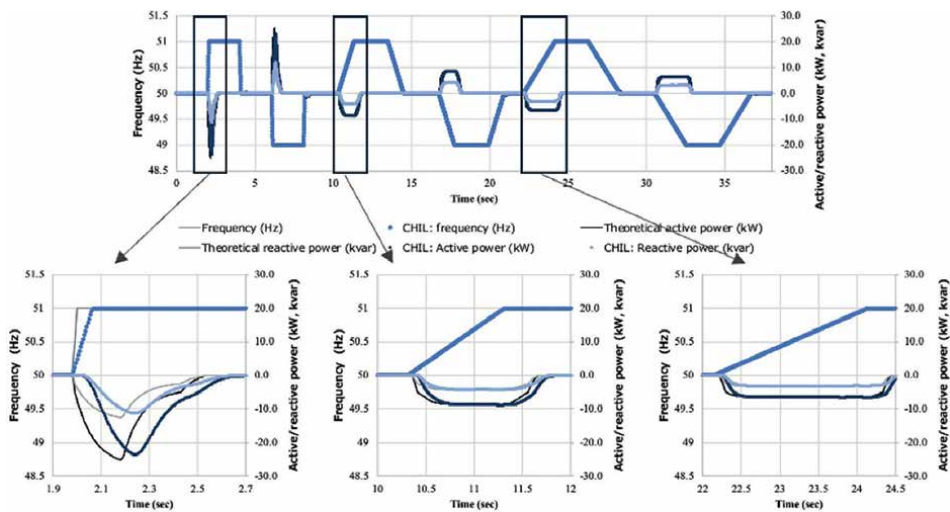 51.5 30.0
51 20.0
50.5 10.0
50 0.0
49.5 -10.0
49 -20.0
48.5 -30.0
Frequency (Hz)
Active/reactive power (kW, kvar)
0 5 10 15 20 25 30 35
Time (sec)
Frequency (Hz) CHIL: frequency (Hz) Theoretical active power (kW)
Theoretical reactive power (kvar) CHIL: Active power (kW) CHIL: Reactive power (kvar)
51.5 30.0
51 20.0
50.5 10.0
50 0.0
49.5 -10.0
49 -20.0
48.5 -30.0
Frequency (Hz)
Active/reactive power (kW, kvar)
1.9 2.1 2.3 2.5 2.7
Time (sec)
51.5 30.0
51 20.0
50.5 10.0
50 0.0
49.5 -10.0
49 -20.0
48.5 -30.0
Frequency (Hz)
Active/reactive power (kW, kvar)
10 10.5 11 11.5 12
Time (sec)
51.5 30.0
51 20.0
50.5 10.0
50 0.0
49.5 -10.0
49 -20.0
48.5 -30.0
Frequency (Hz)
Active/reactive power (kW, kvar)
22 22.5 23 23.5 24 24.5
Time (sec)